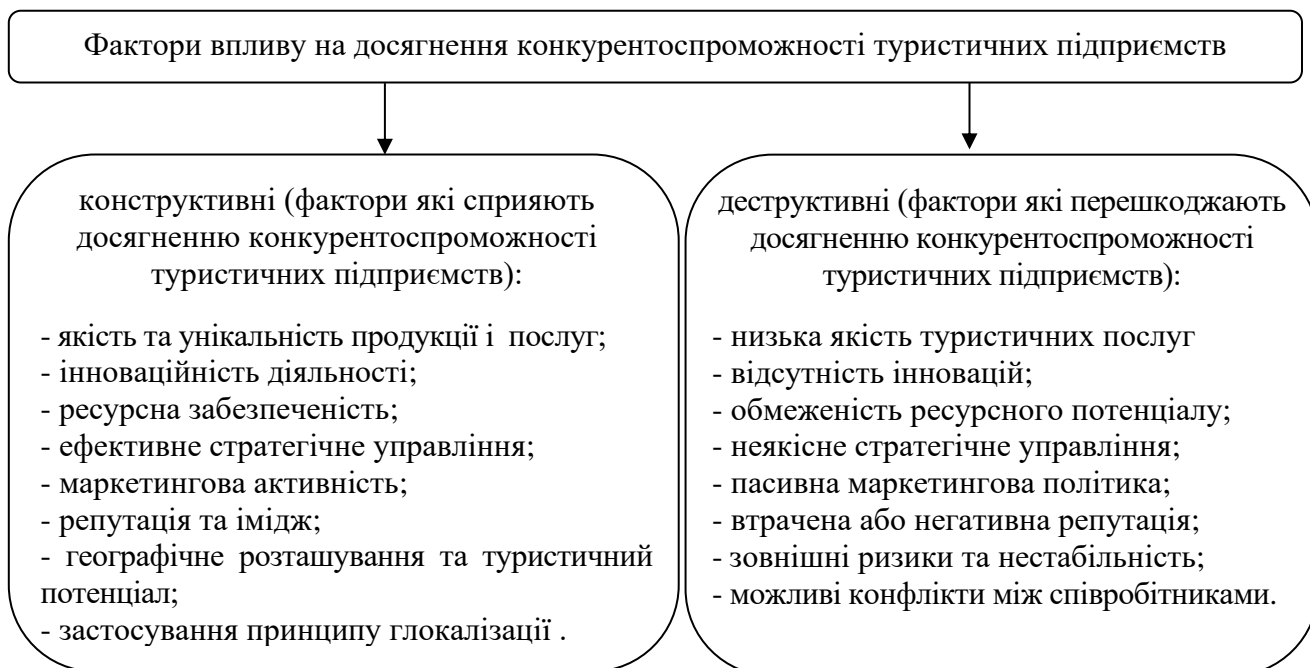 Фактори впливу на досягнення конкурентоспроможності туристичних підприємств
конструктивні (фактори які сприяють
досягненню конкурентоспроможності
туристичних підприємств):
- якість та унікальність продукції і послуг;
- інноваційність діяльності;
- ресурсна забезпеченість;
- ефективне стратегічне управління;
- маркетингова активність;
- репутація та імідж;
- географічне розташування та туристичний
потенціал;
- застосування принципу глокалізації .
деструктивні (фактори які перешкоджають
досягненню конкурентоспроможності
туристичних підприємств):
- низька якість туристичних послуг
- відсутність інновацій;
- обмеженість ресурсного потенціалу;
- неякісне стратегічне управління;
- пасивна маркетингова політика;
- втрачена або негативна репутація;
- зовнішні ризики та нестабільність;
- можливі конфлікти між співробітниками.